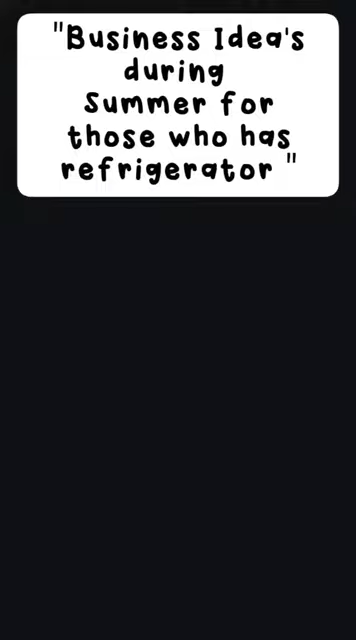 "Business Idea's
during
Summer for
those who has
refrigerator "